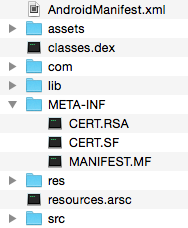 AndroidManifest.xml
assets
classes.dex
com
lib
META-INF
CERT.RSA
CERT.SF
MANIFEST.MF
res
resources.arsc
src